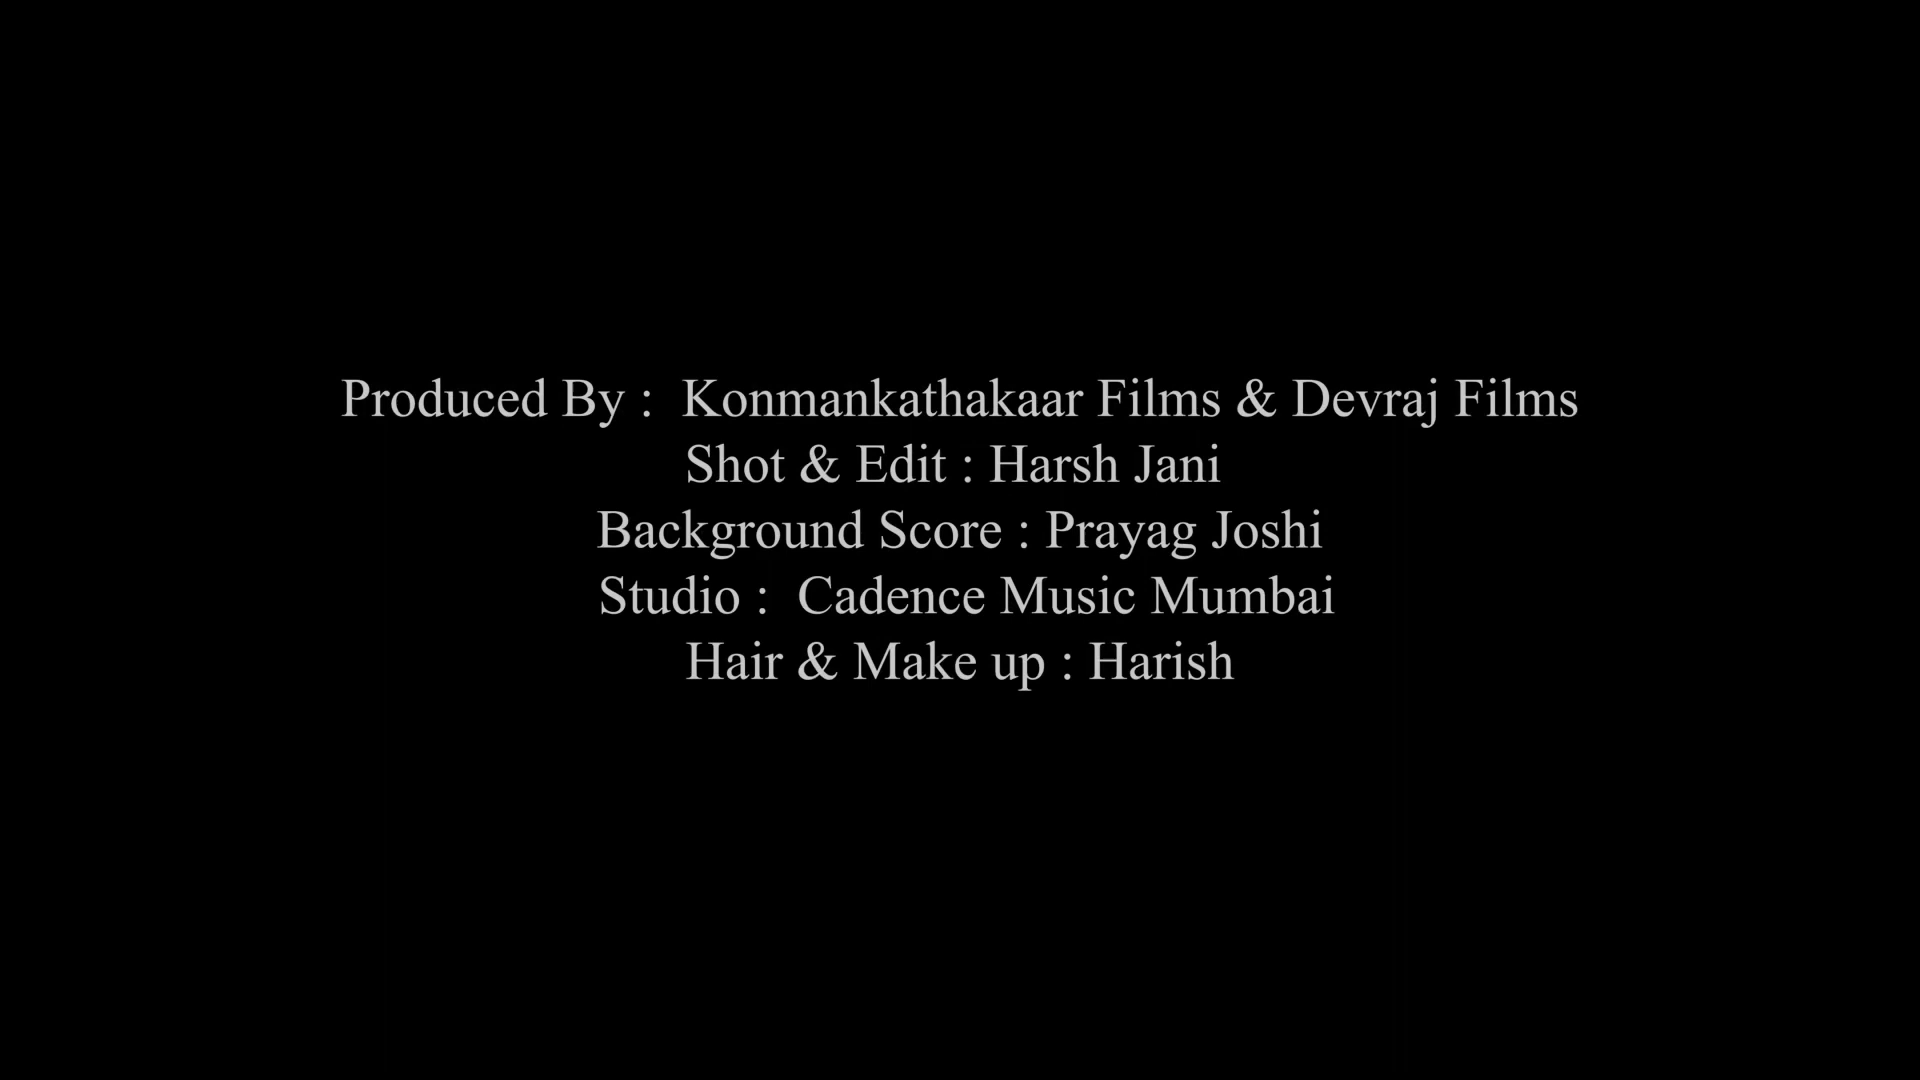 Produced By :  Konmankathakaar Films & Devraj Films
Shot & Edit : Harsh Jani
Background Score : Prayag Joshi
Studio :  Cadence Music Mumbai
Hair & Make up : Harish